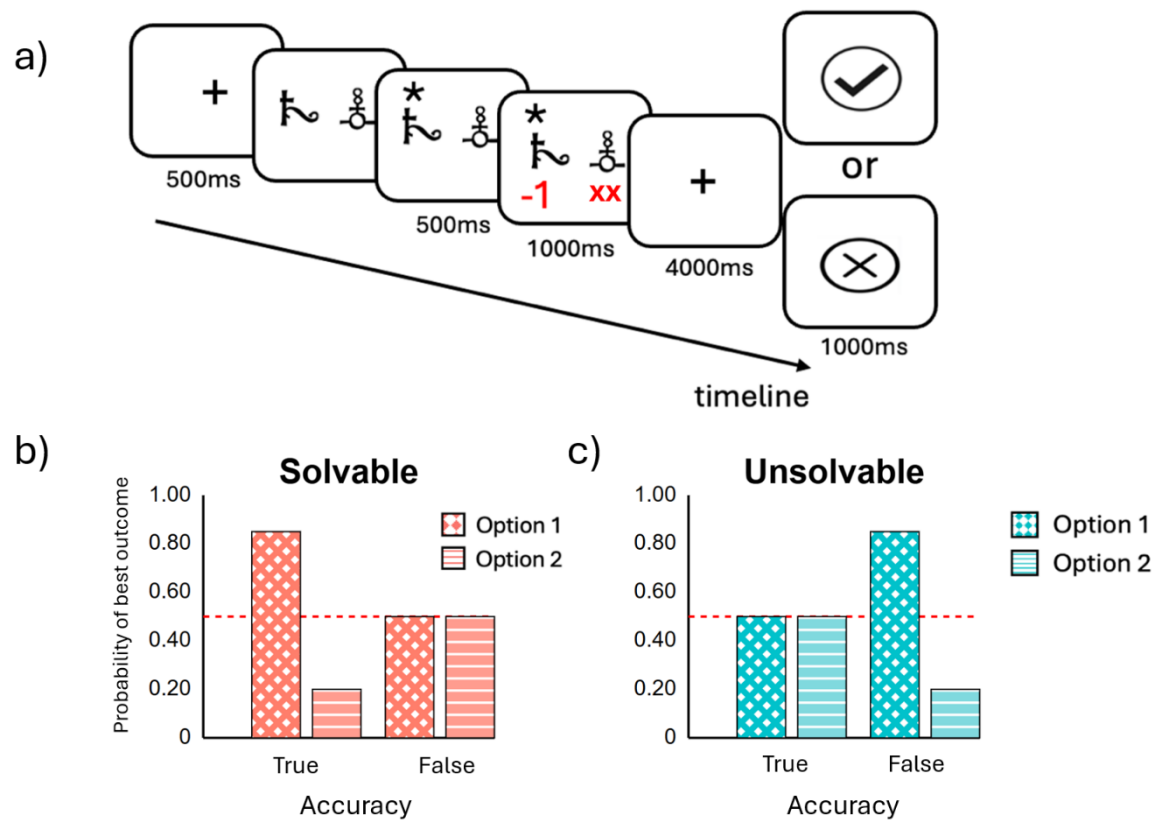 a)
+
500ms
*
500ms
*
-1 xx
1000ms
+
4000ms
or
1000ms
timeline
b)
Solvable
Probability of best outcome
1.00
0.80
0.60
0.40
0.20
0
Option 1
Option 2
True False
Accuracy
c)
Unsolvable
1.00
0.80
0.60
0.40
0.20
0
Option 1
Option 2
True False
Accuracy